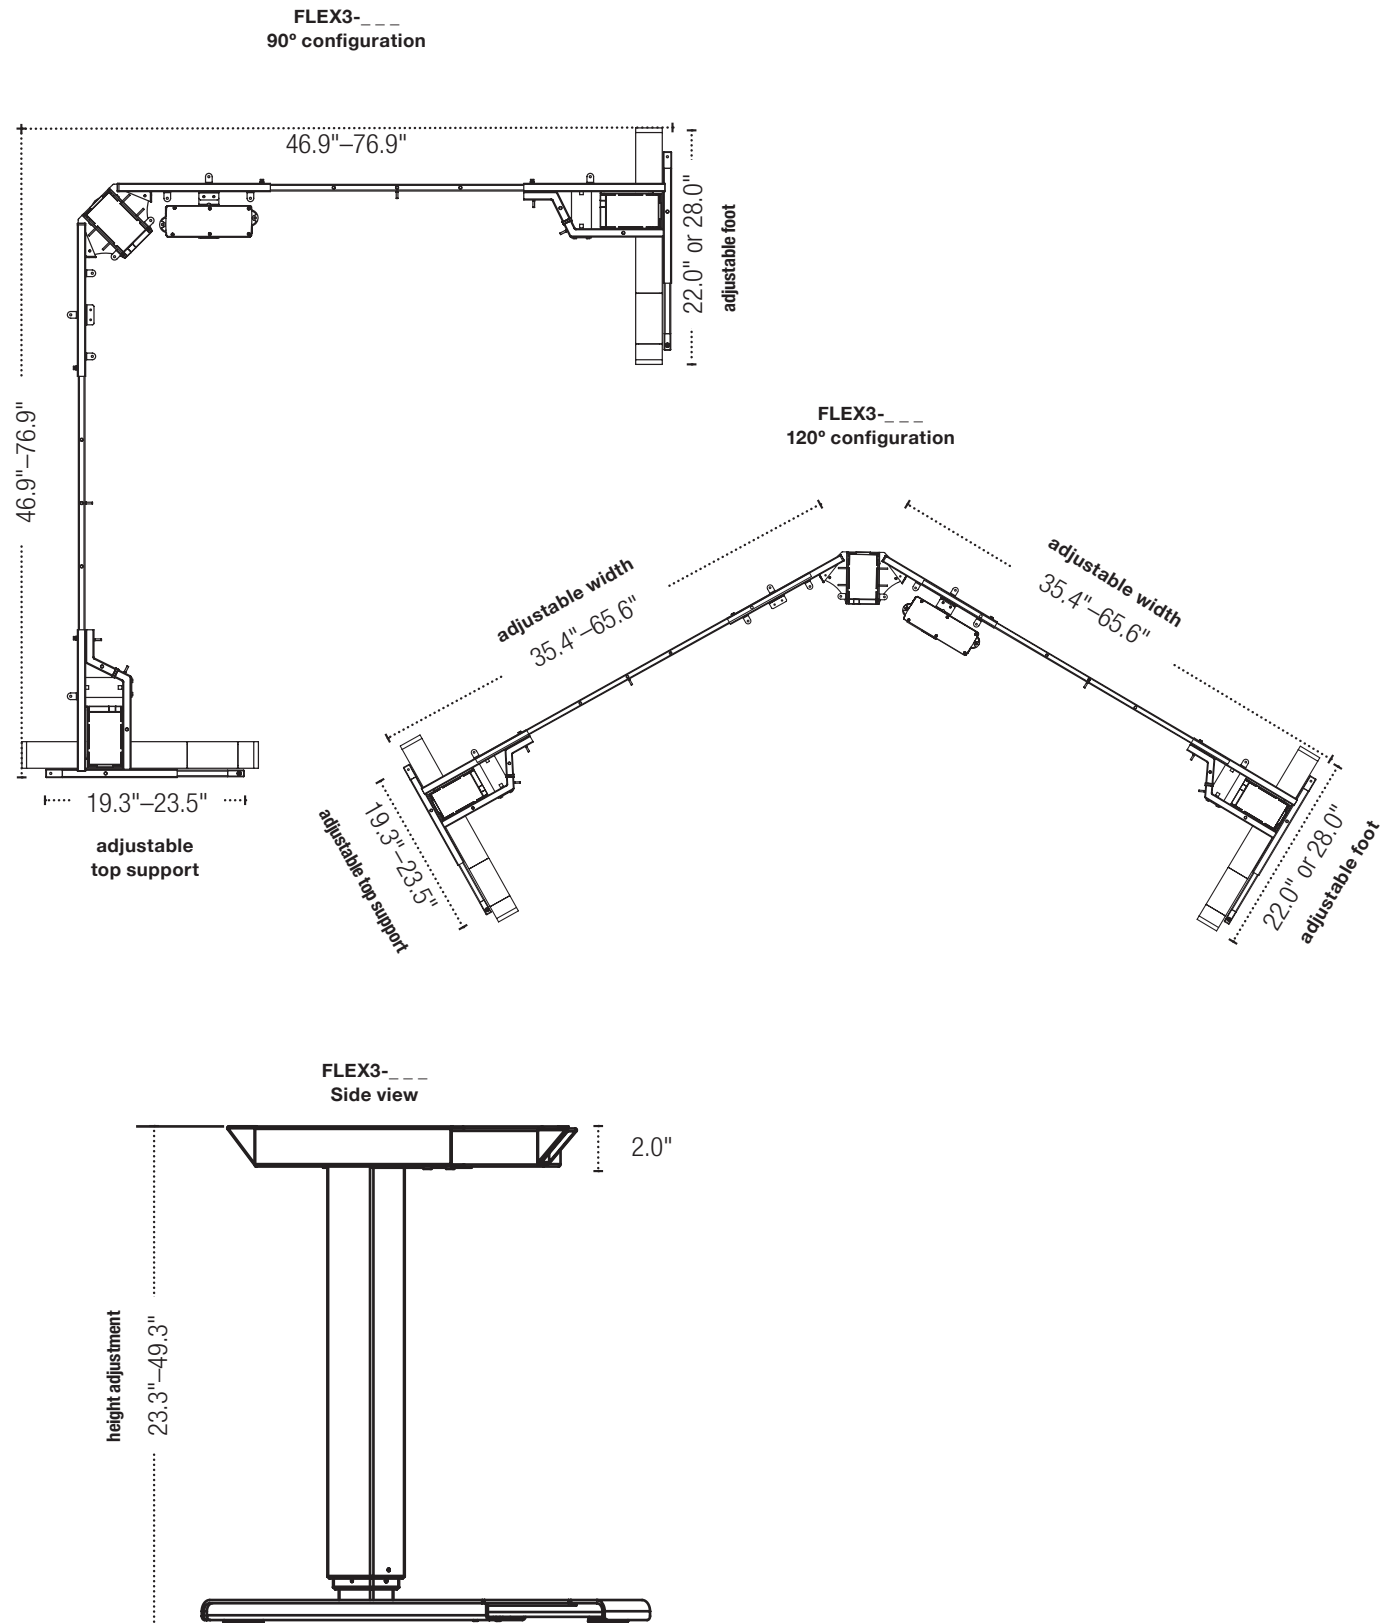 FLEX3-_ _ _
90º configuration
46.9"–76.9"
22.0" or 28.0"
adjustable foot
46.9"–76.9"
19.3"–23.5"
adjustable
top support
FLEX3-_ _ _
120º configuration
adjustable width
35.4"–65.6"
adjustable width
35.4"–65.6"
19.3"–23.5"
adjustable top support
22.0" or 28.0"
adjustable foot
FLEX3-_ _ _
Side view
2.0"
height adjustment
23.3"–49.3"